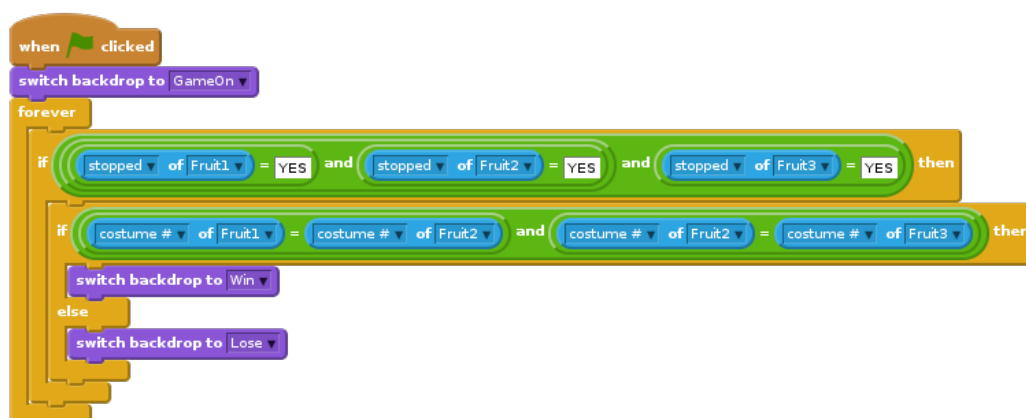 when clicked
switch backdrop to GameOn
forever
if stopped of Fruit1 = YES and stopped of Fruit2 = YES and stopped of Fruit3 = YES then
if costume # of Fruit1 = costume # of Fruit2 and costume # of Fruit2 = costume # of Fruit3 then
switch backdrop to Win
else
switch backdrop to Lose